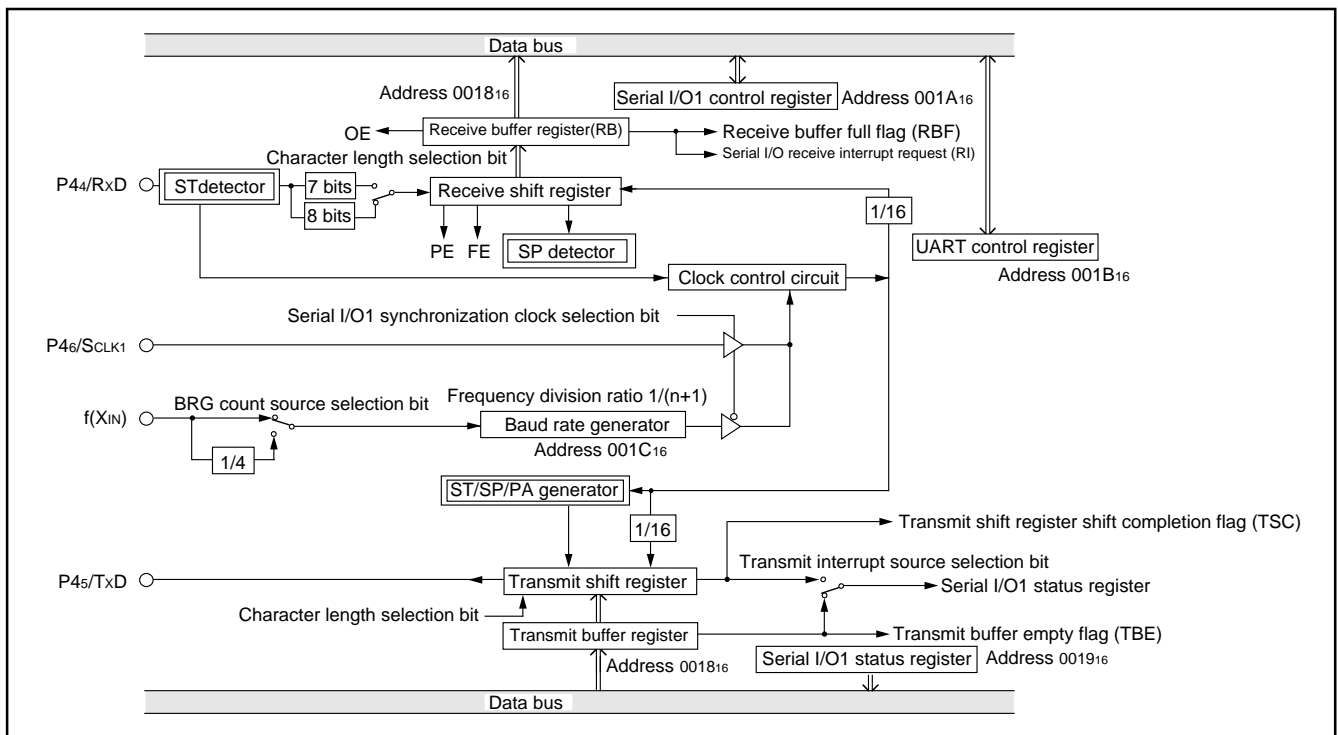 Data bus
Address 001816
Serial I/O1 control register Address 001A16
OE Receive buffer register(RB) Receive buffer full flag (RBF)
Serial I/O receive interrupt request (RI)
Character length selection bit
P44/RXD STdetector 7 bits Receive shift register
8 bits
1/16
PE FE SP detector
UART control register
Address 001B16
Clock control circuit
Serial I/O1 synchronization clock selection bit
P46/SCLK1
BRG count source selection bit Frequency division ratio 1/(n+1)
f(XIN) Baud rate generator
Address 001C16
1/4
ST/SP/PA generator
1/16
Transmit shift register shift completion flag (TSC)
Transmit interrupt source selection bit
P45/TXD Transmit shift register Serial I/O1 status register
Character length selection bit
Transmit buffer register Transmit buffer empty flag (TBE)
Address 001816 Serial I/O1 status register Address 001916
Data bus